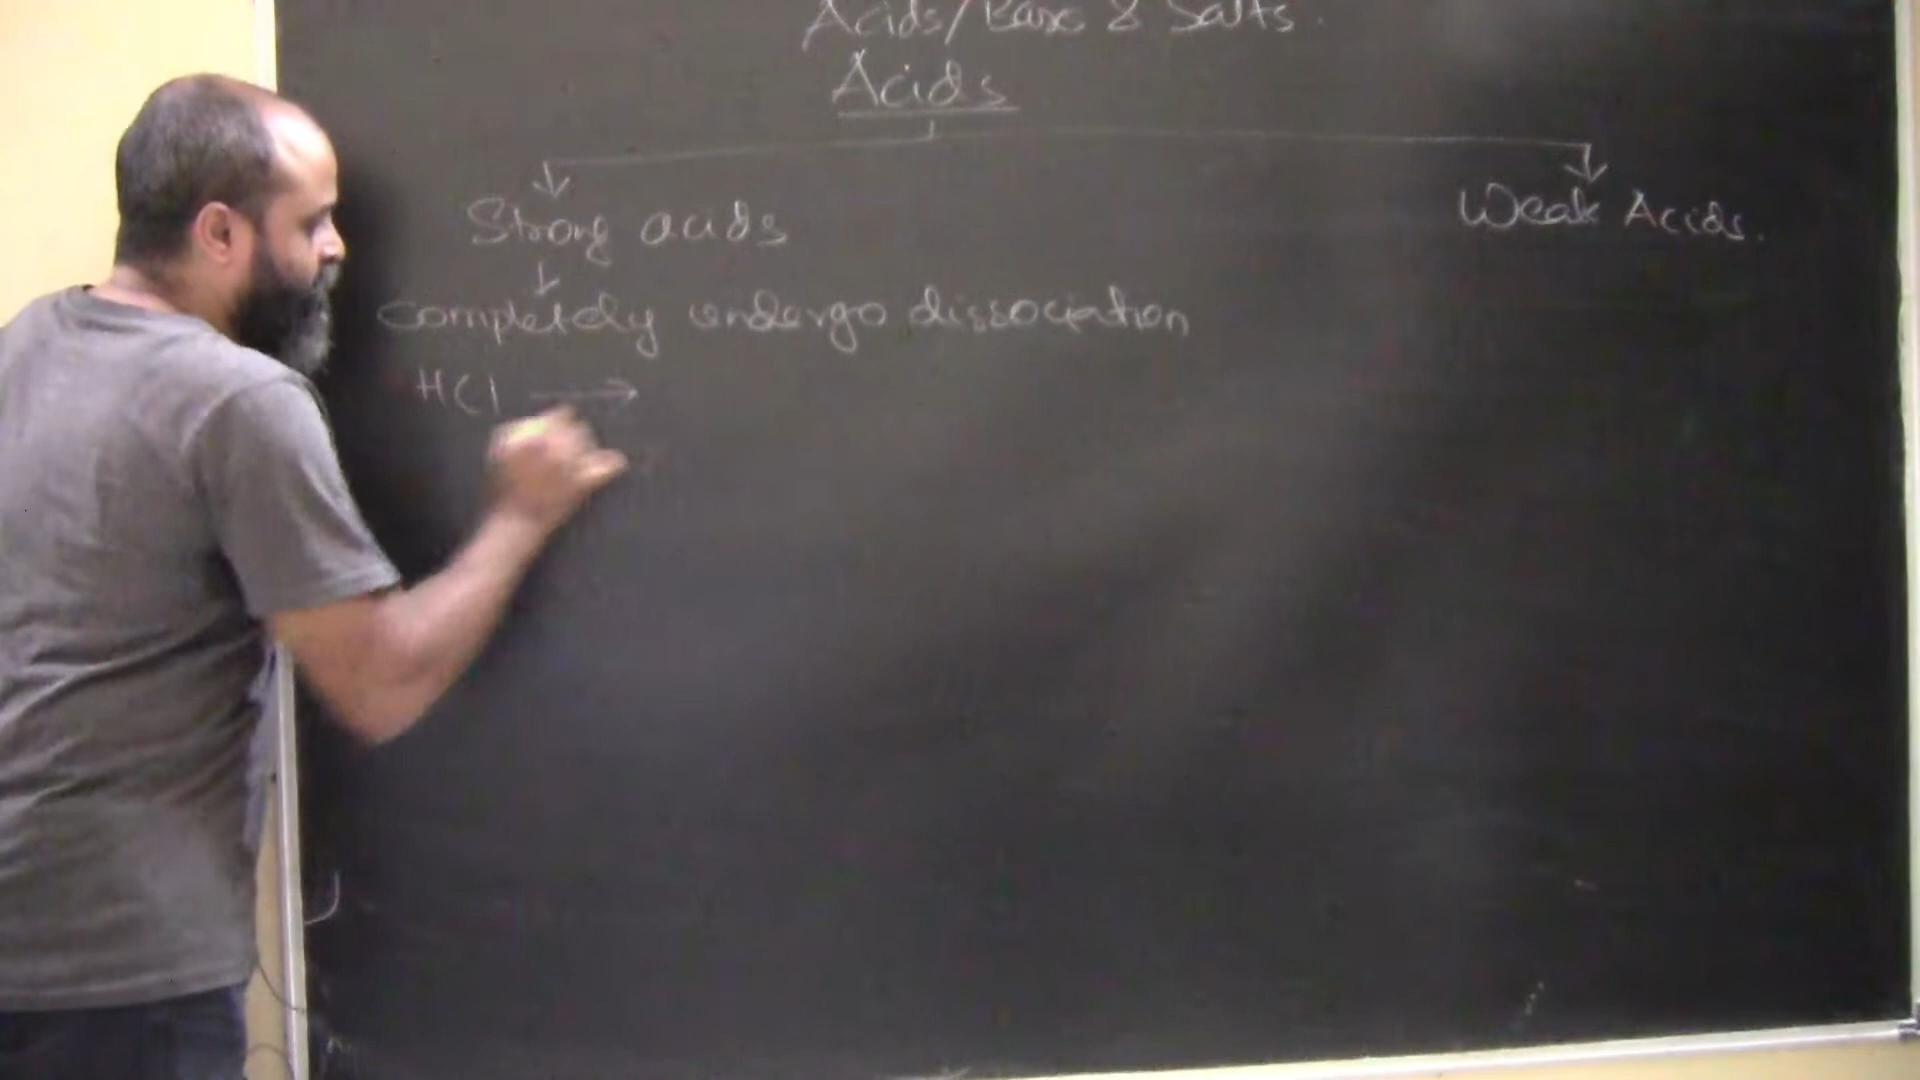 Acids/Base & Salts.
Acids
Strong acids
Weak Acids.
completely undergo dissociation
HCl →